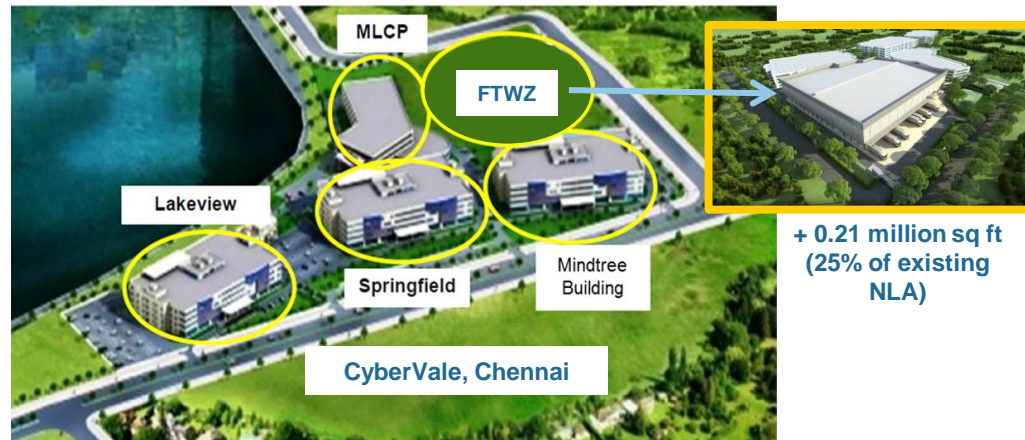 MLCP
FTWZ
Lakeview
Springfield
Mindtree
Building
CyberVale, Chennai
+ 0.21 million sq ft
(25% of existing
NLA)